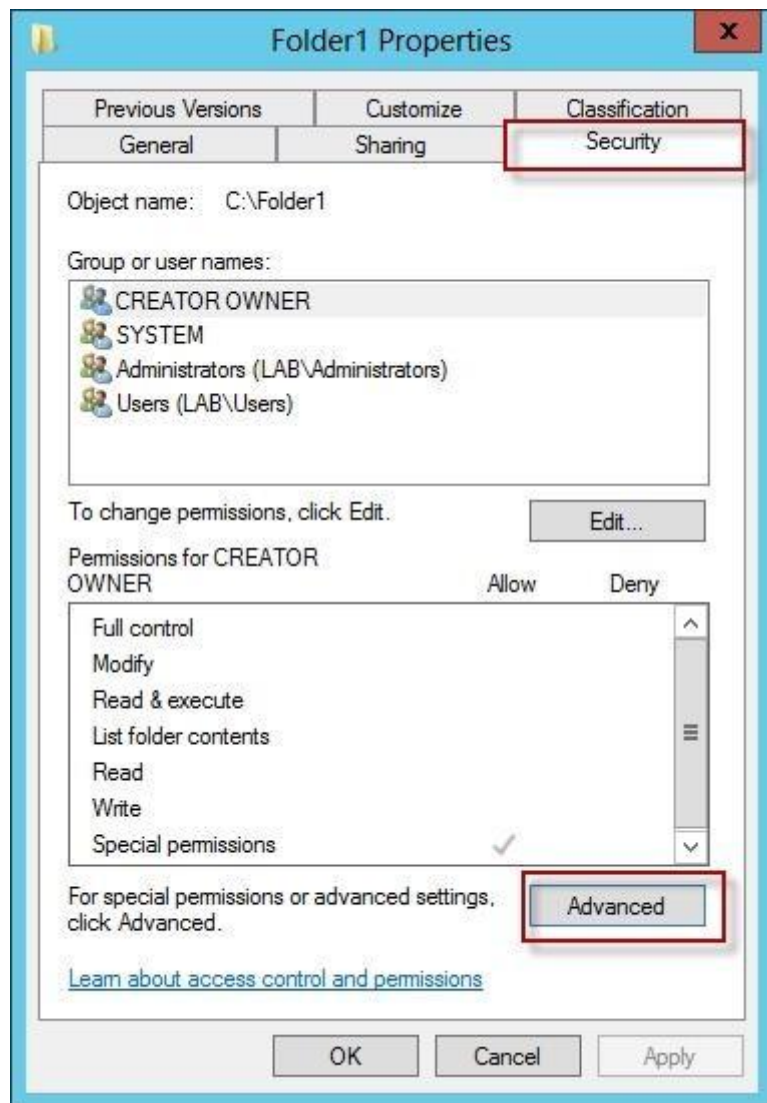 Folder1 Properties
x
Previous Versions Customize Classification
General Sharing Security
Object name: C:\Folder1
Group or user names:
CREATOR OWNER
SYSTEM
Administrators (LAB\Administrators)
Users (LAB\Users)
To change permissions, click Edit. Edit...
Permissions for CREATOR
OWNER Allow Deny
Full control
Modify
Read & execute
List folder contents
Read
Write
Special permissions
For special permissions or advanced settings,
click Advanced. Advanced
Learn about access control and permissions
OK Cancel Apply